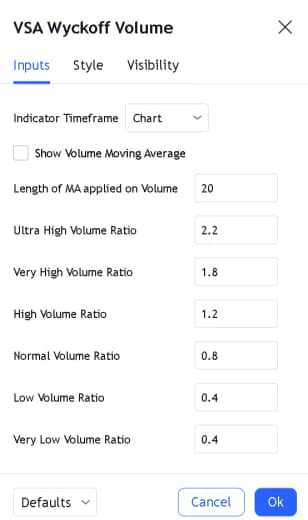 VSA Wyckoff Volume
Inputs Style Visibility
Indicator Timeframe Chart
Show Volume Moving Average
Length of MA applied on Volume 20
Ultra High Volume Ratio 2.2
Very High Volume Ratio 1.8
High Volume Ratio 1.2
Normal Volume Ratio 0.8
Low Volume Ratio 0.4
Very Low Volume Ratio 0.4
Defaults Cancel Ok